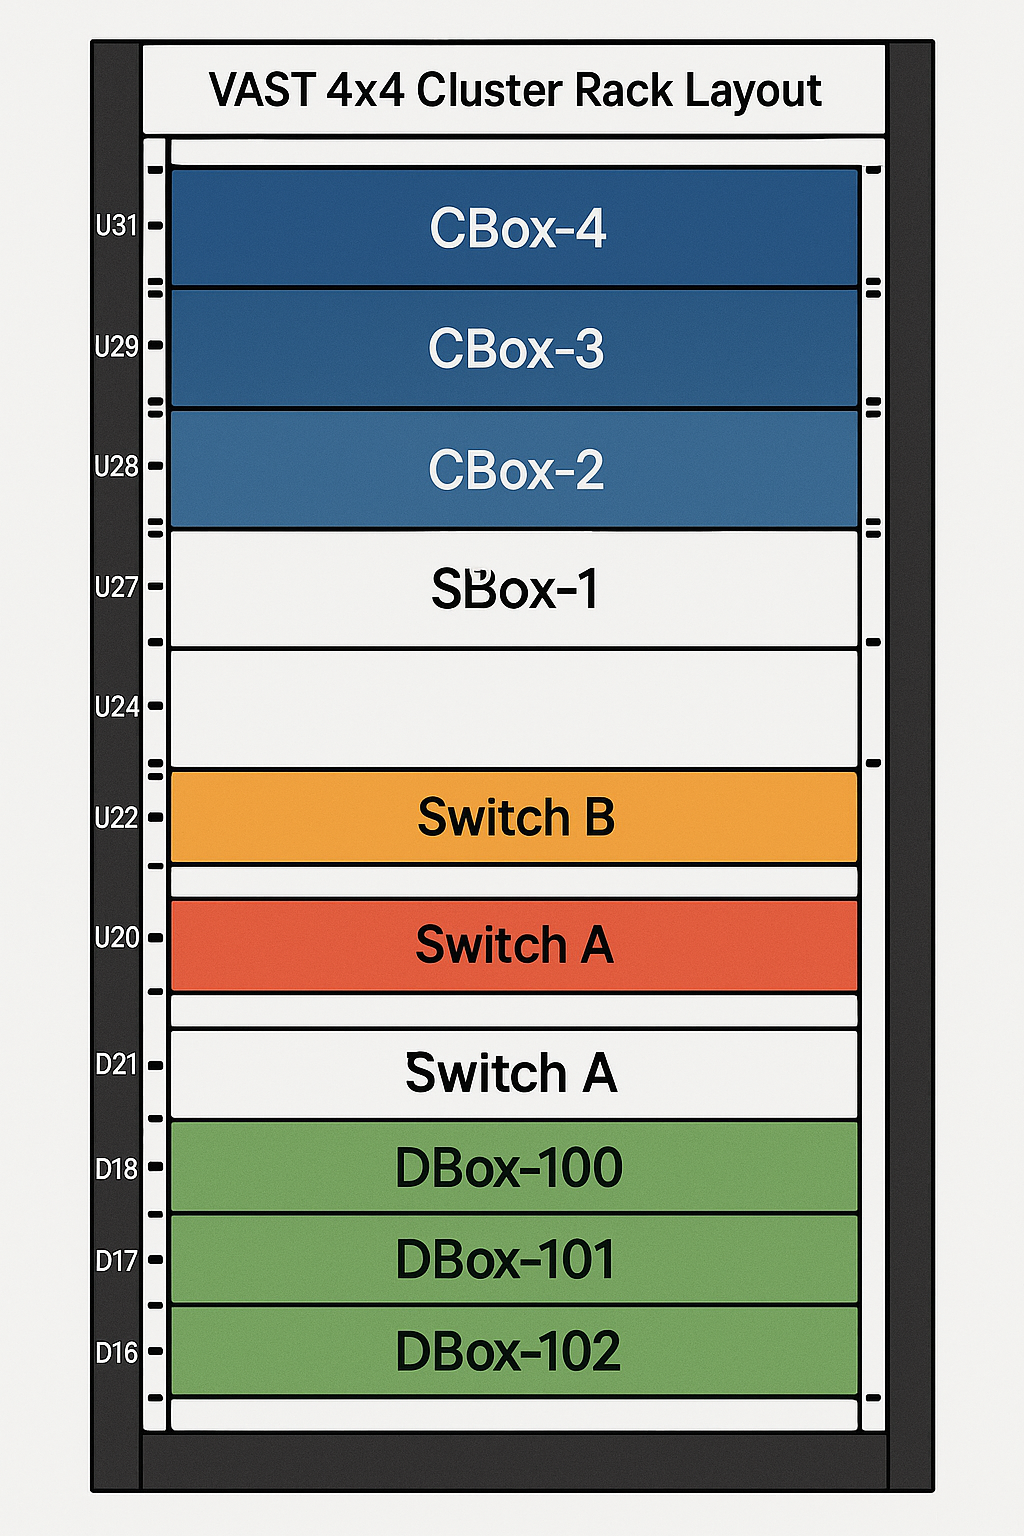 VAST 4x4 Cluster Rack Layout
U31 CBox-4
U29 CBox-3
U28 CBox-2
U27 SBox-1
U24
U22 Switch B
U20 Switch A
D21 Switch A
D18 DBox-100
D17 DBox-101
D16 DBox-102